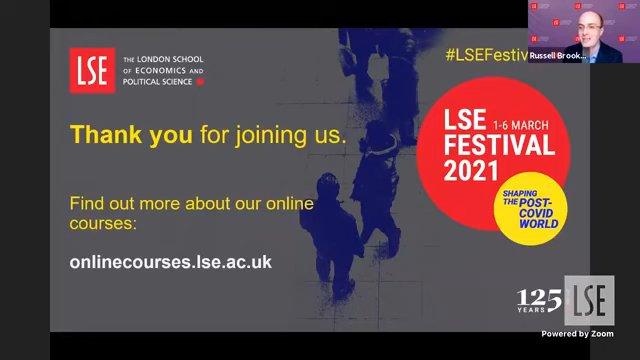 LSE
THE LONDON SCHOOL
OF ECONOMICS AND
POLITICAL SCIENCE
#LSEFestiv
Russell Brook...
Thank you for joining us.
LSE 1-6 MARCH
FESTIVAL
2021
SHAPING
THE POST-
COVID
WORLD
Find out more about our online
courses:
onlinecourses.lse.ac.uk
125
YEARS
LSE
Powered by Zoom